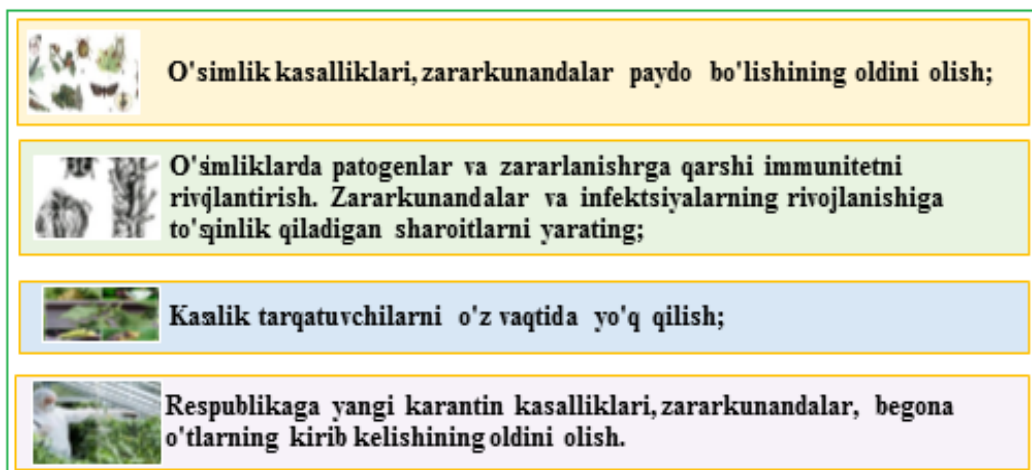 O'simlik kasalliklari, zararkunandalar paydo bo'lishining oldini olish;
O'simliklarda patogenlar va zararlanishrga qarshi immunitetni
rivojlantirish. Zararkunandalar va infektsiyalarning rivojlanishiga
to'sqinlik qiladigan sharoitlarni yarating;
Kasalik tarqatuvchilarni o'z vaqtida yo'q qilish;
Respublikaga yangi karantin kasalliklari, zararkunandalar, begona
o'tlarning kirib kelishining oldini olish.